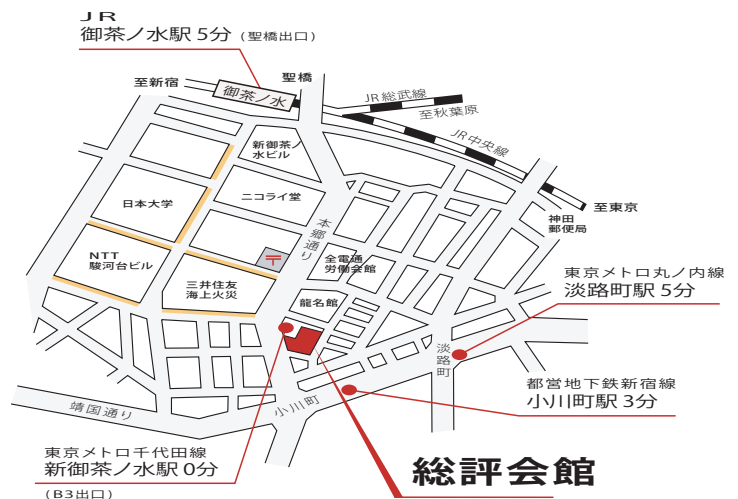 JR
御茶ノ水駅 5分 (聖橋出口)
聖橋
至新宿
御茶ノ水
JR総武線
至秋葉原
JR中央線
新御茶ノ
水ビル
至東京
日本大学
ニコライ堂
神田
郵便局
本郷通り
〒
NTT
駿河台ビル
全電通
労働会館
三井住友
海上火災
龍名館
東京メトロ丸ノ内線
淡路町駅 5分
淡路町
都営地下鉄新宿線
小川町駅 3分
靖国通り
小川町
東京メトロ千代田線
新御茶ノ水駅 0分
(B3出口)
総評会館